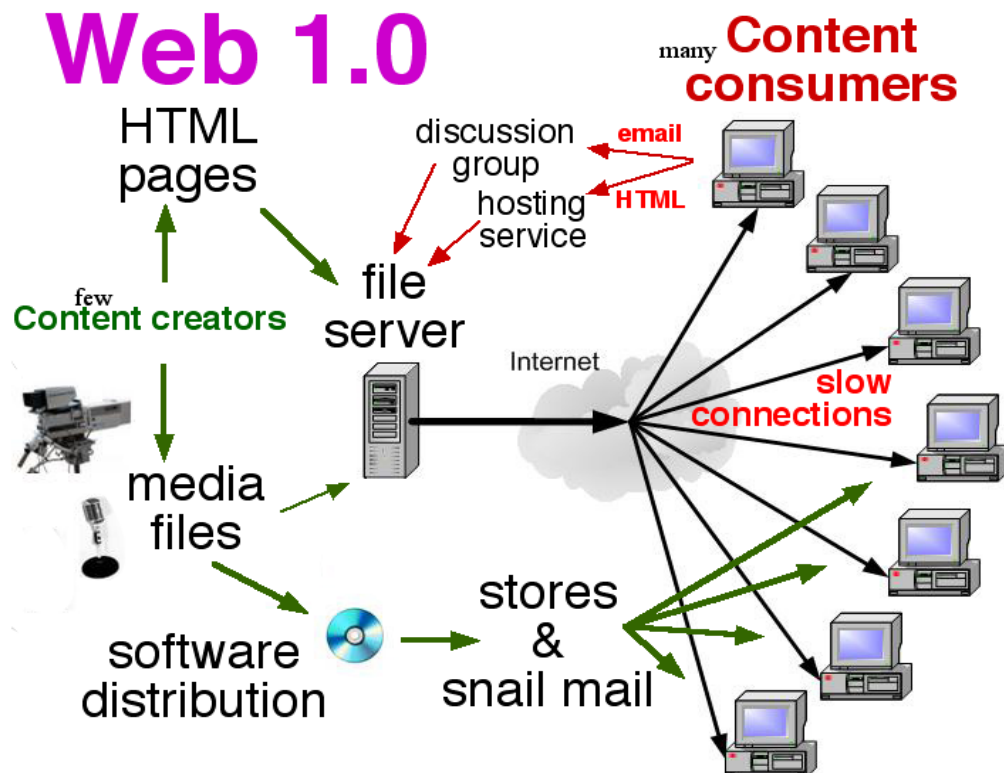 Web 1.0
many Content
consumers
HTML
pages
discussion
group
email
hosting
service
HTML
file
server
few
Content creators
Internet
slow
connections
media
files
stores
&
snail mail
software
distribution